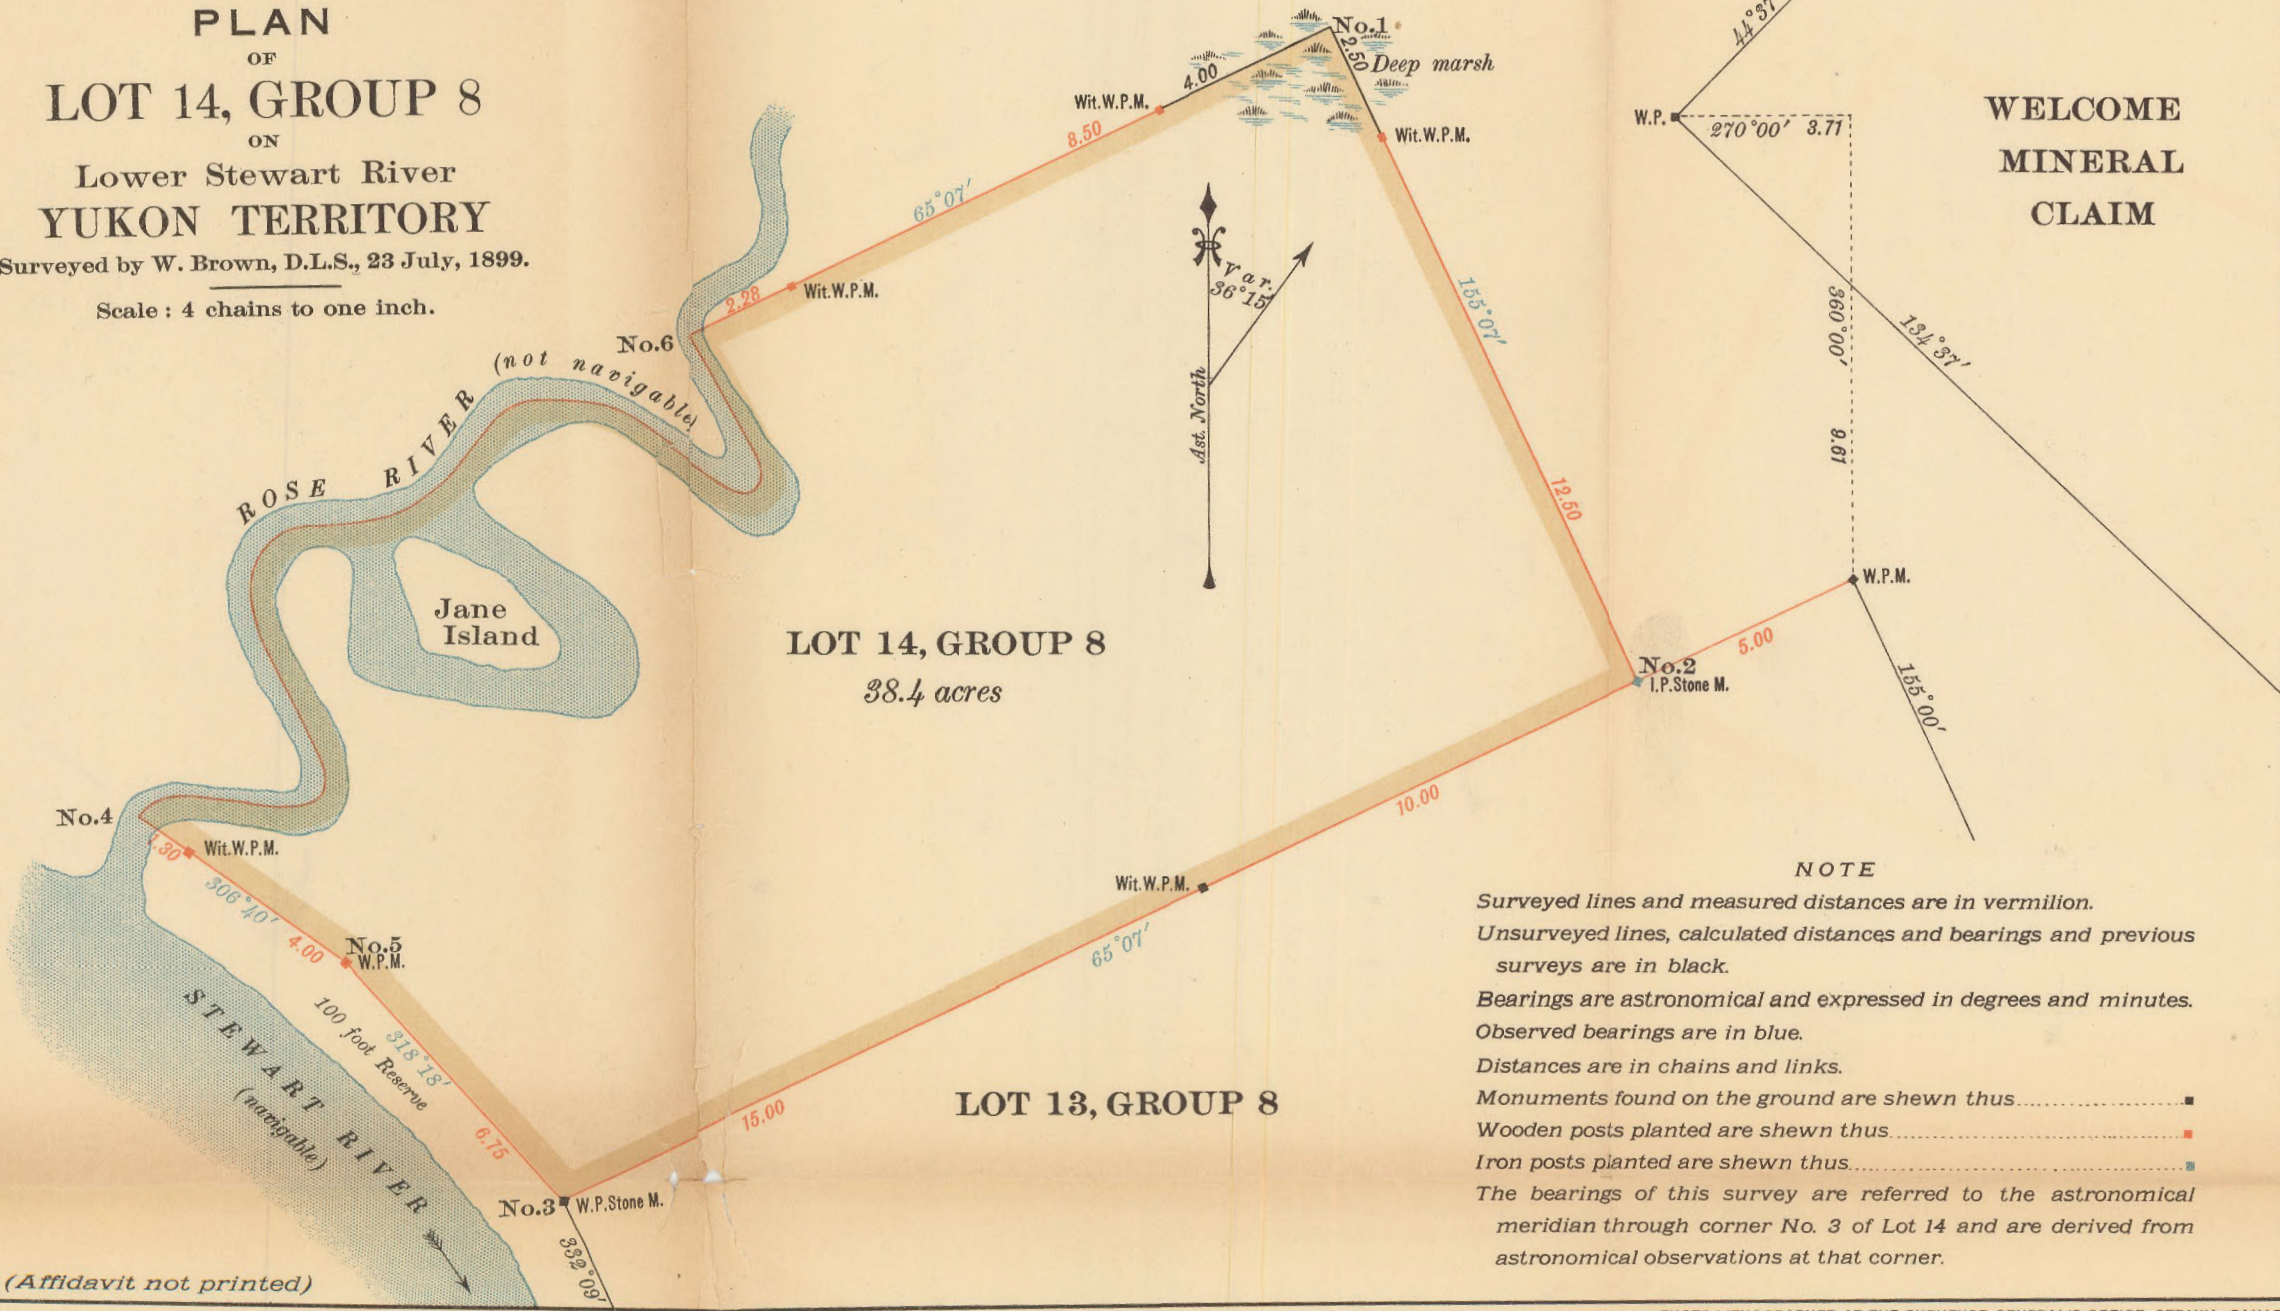 PLAN
OF
LOT 14, GROUP 8
ON
Lower Stewart River
YUKON TERRITORY
Surveyed by W. Brown, D.L.S., 23 July, 1899.
Scale : 4 chains to one inch.
No.1
2.50
Deep marsh
4.00
Wit.W.P.M.
8.50
Wit.W.P.M.
65°07′
Wit.W.P.M.
2.28
No.6
(not navigable)
ROSE RIVER
Var.
36°15′
Ast. North
155°07′
12.50
44°37′
W.P.
270°00′ 3.71
360°00′
9.61
134°37′
WELCOME
MINERAL
CLAIM
W.P.M.
5.00
155°00′
No.2
I.P.Stone M.
Jane
Island
LOT 14, GROUP 8
38.4 acres
No.4
1.30
Wit.W.P.M.
306°40′
4.00
No.5
W.P.M.
100 foot Reserve
318°18′
6.75
STEWART RIVER
(navigable)
No.3
W.P.Stone M.
332°09′
15.00
65°07′
Wit.W.P.M.
10.00
LOT 13, GROUP 8
NOTE
Surveyed lines and measured distances are in vermilion.
Unsurveyed lines, calculated distances and bearings and previous
surveys are in black.
Bearings are astronomical and expressed in degrees and minutes.
Observed bearings are in blue.
Distances are in chains and links.
Monuments found on the ground are shewn thus
Wooden posts planted are shewn thus
Iron posts planted are shewn thus
The bearings of this survey are referred to the astronomical
meridian through corner No. 3 of Lot 14 and are derived from
astronomical observations at that corner.
(Affidavit not printed)